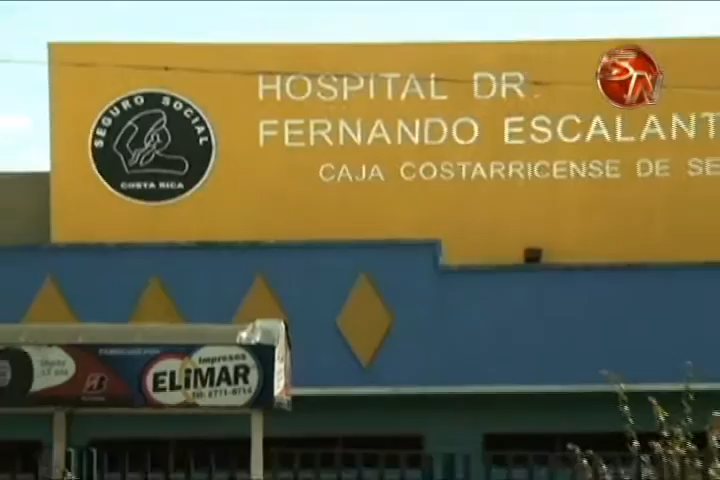 HOSPITAL DR.
FERNANDO ESCALANT
CAJA COSTARRICENSE DE SE
SEGURO SOCIAL
COSTA RICA
Impresos
ELIMAR